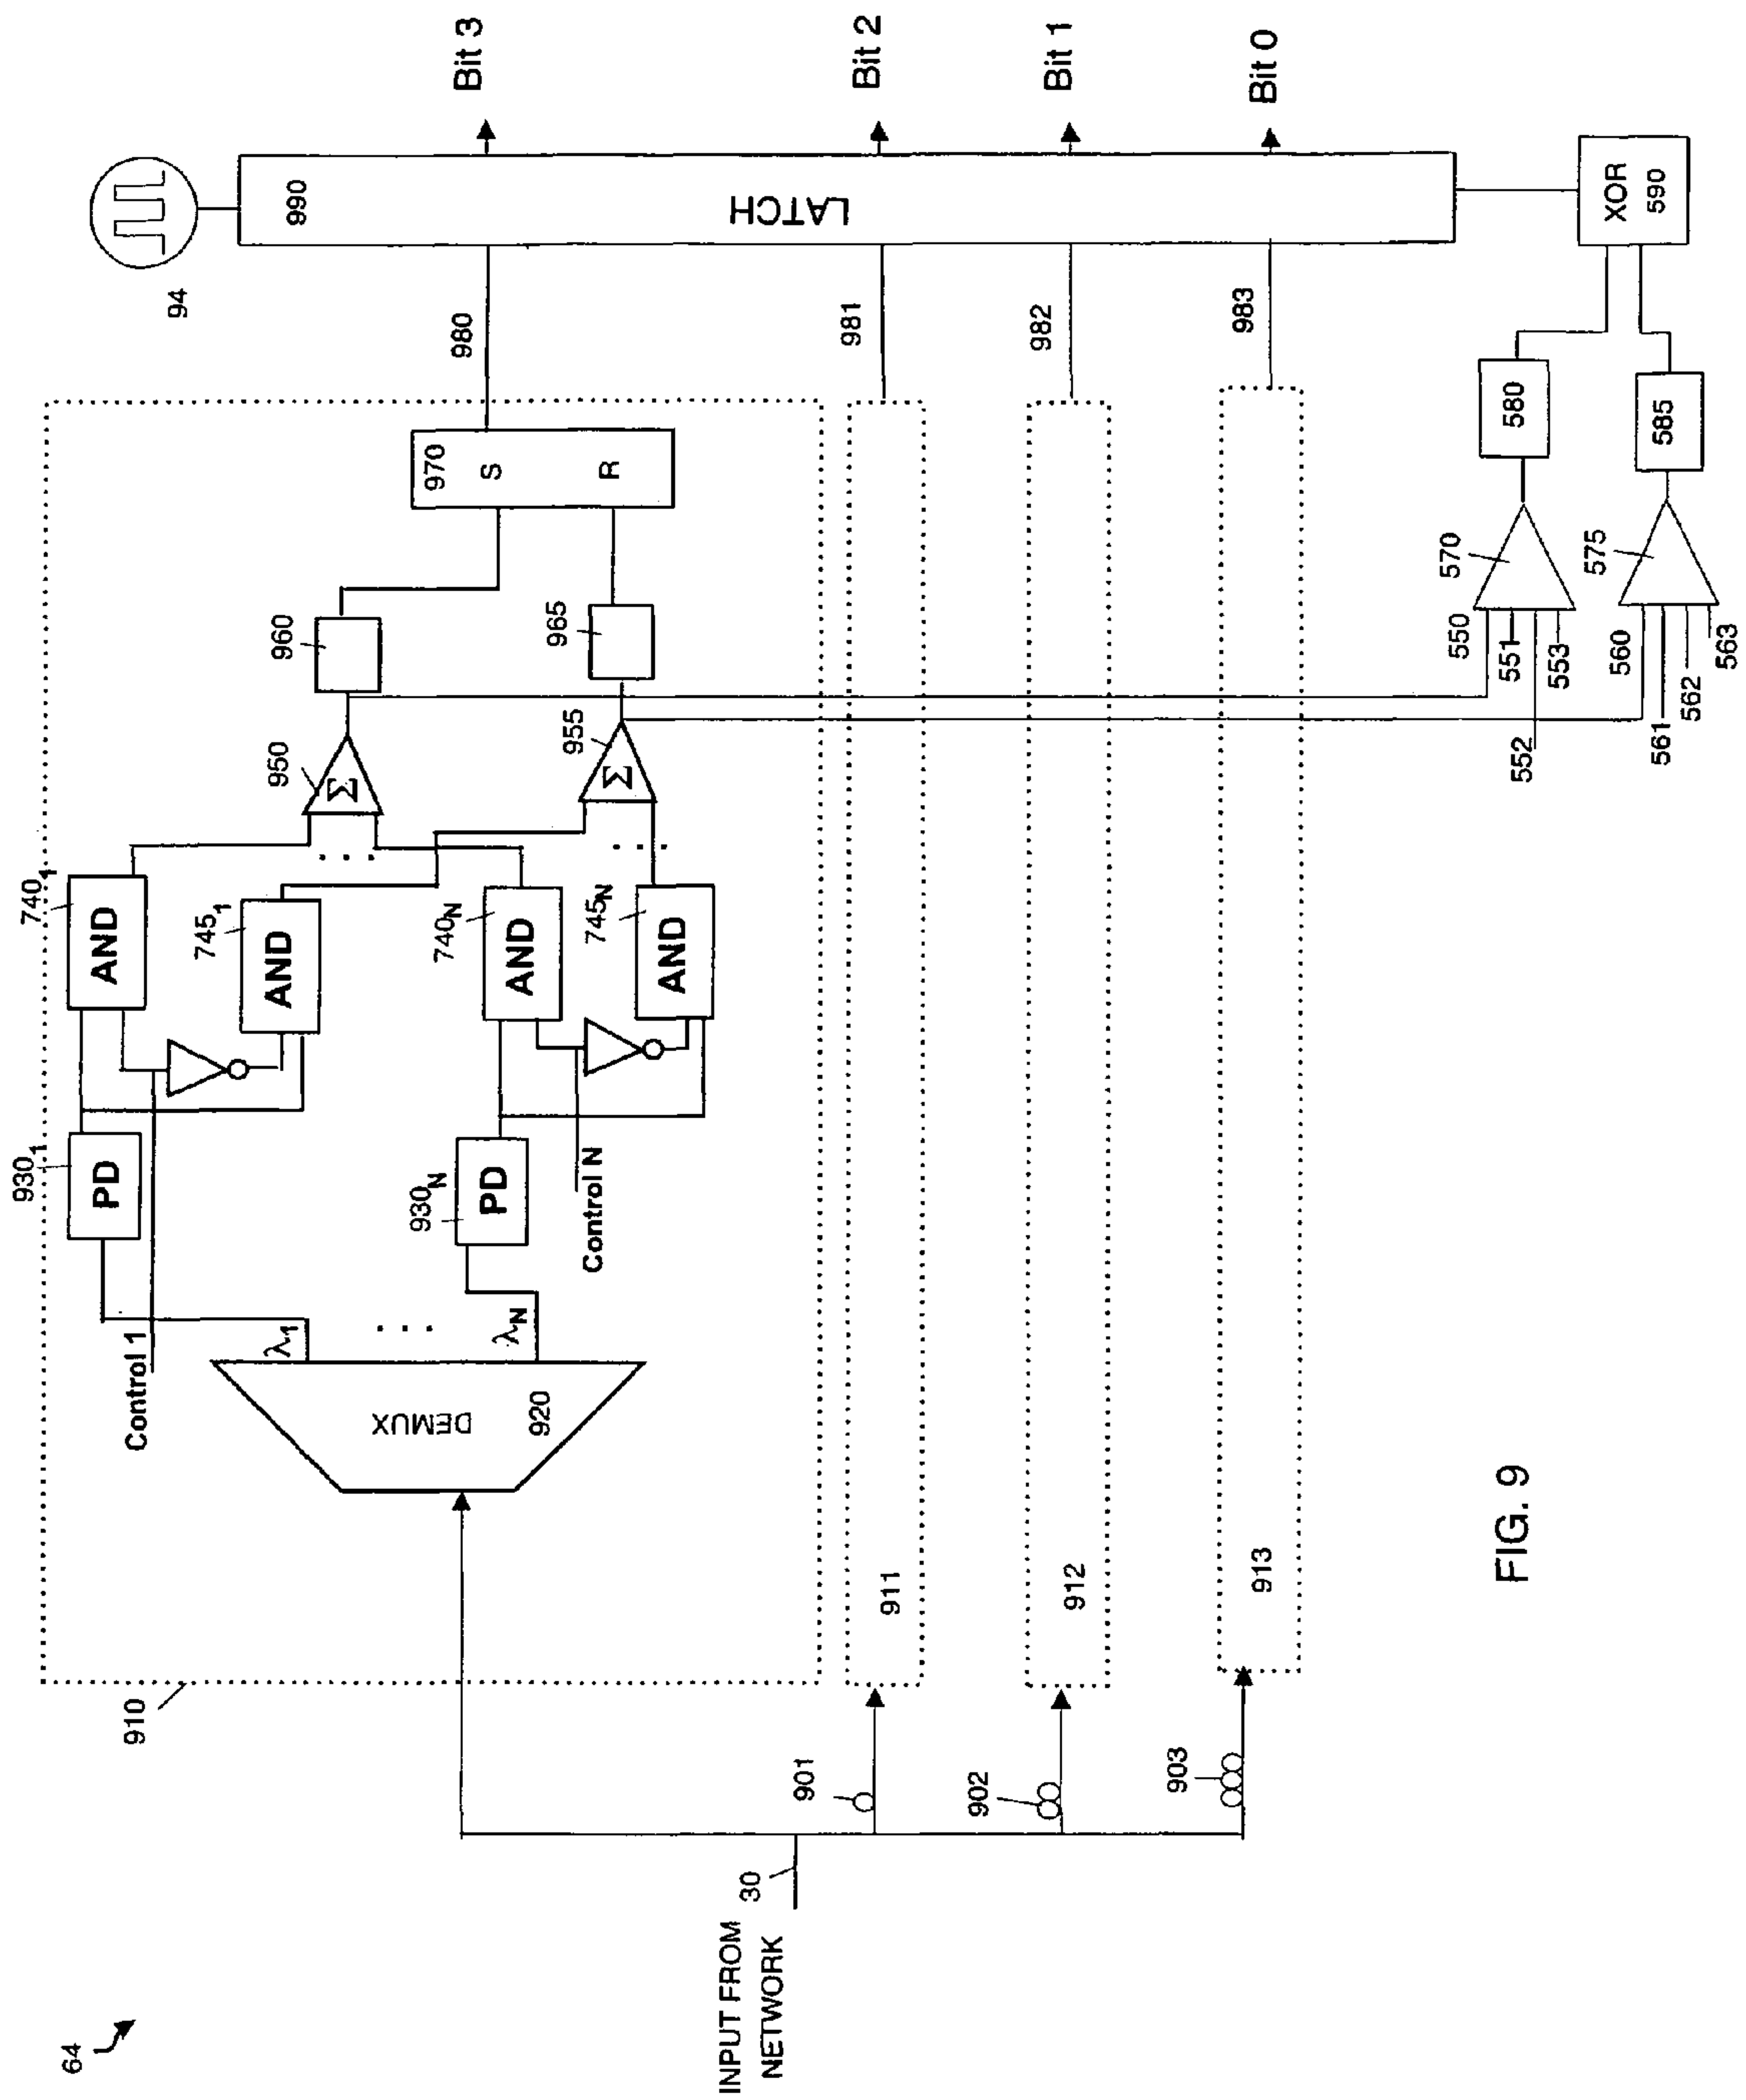 64
INPUT FROM
NETWORK
30
901
902
903
910
911
912
913
DEMUX
920
λ1
. . .
λN
Control 1
Control N
930₁
PD
930N
PD
740₁
AND
745₁
AND
740N
AND
745N
AND
. . .
. . .
950
Σ
955
Σ
960
965
970
S
R
980
981
982
983
94
990
LATCH
Bit 3
Bit 2
Bit 1
Bit 0
550
551
552
553
560
561
562
563
570
575
580
585
XOR
590
FIG. 9